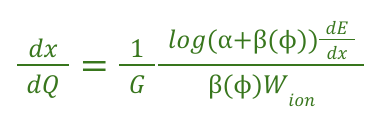 dx/dQ = 1/G log(α+β(ϕ))dE/dx / β(ϕ)W_ion